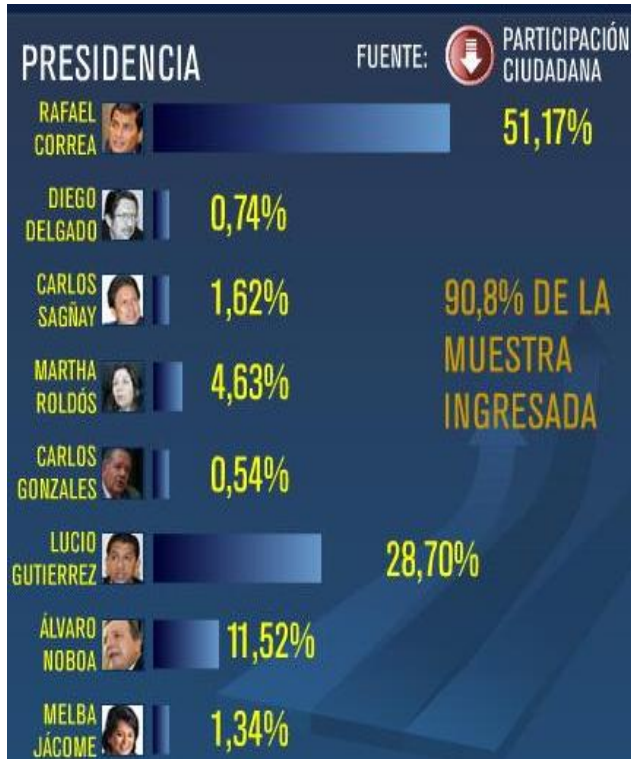 PRESIDENCIA
FUENTE:
PARTICIPACIÓN
CIUDADANA
RAFAEL
CORREA
51,17%
DIEGO
DELGADO
0,74%
CARLOS
SAGÑAY
1,62%
90,8% DE LA
MUESTRA
INGRESADA
MARTHA
ROLDÓS
4,63%
CARLOS
GONZALES
0,54%
LUCIO
GUTIERREZ
28,70%
ÁLVARO
NOBOA
11,52%
MELBA
JÁCOME
1,34%